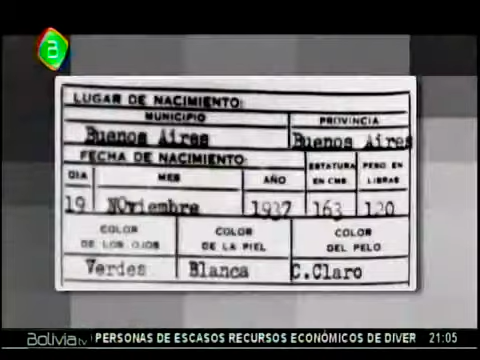 B
LUGAR DE NACIMIENTO:
MUNICIPIO PROVINCIA
Buenos Aires Buenos Aires
FECHA DE NACIMIENTO: ESTATURA EN CMS PESO EN LIBRAS
DIA MES AÑO
19 NOviembre 1937 163 120
COLOR DE LOS OJOS COLOR DE LA PIEL COLOR DEL PELO
Verdes Blanca C.Claro
Bolivia tv PERSONAS DE ESCASOS RECURSOS ECONÓMICOS DE DIVER 21:05